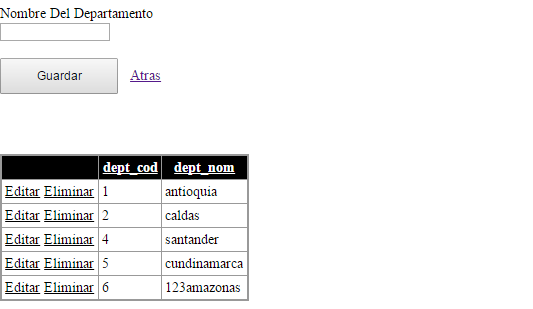 Nombre Del Departamento
Guardar Atras
dept_cod dept_nom
Editar Eliminar 1 antioquia
Editar Eliminar 2 caldas
Editar Eliminar 4 santander
Editar Eliminar 5 cundinamarca
Editar Eliminar 6 123amazonas